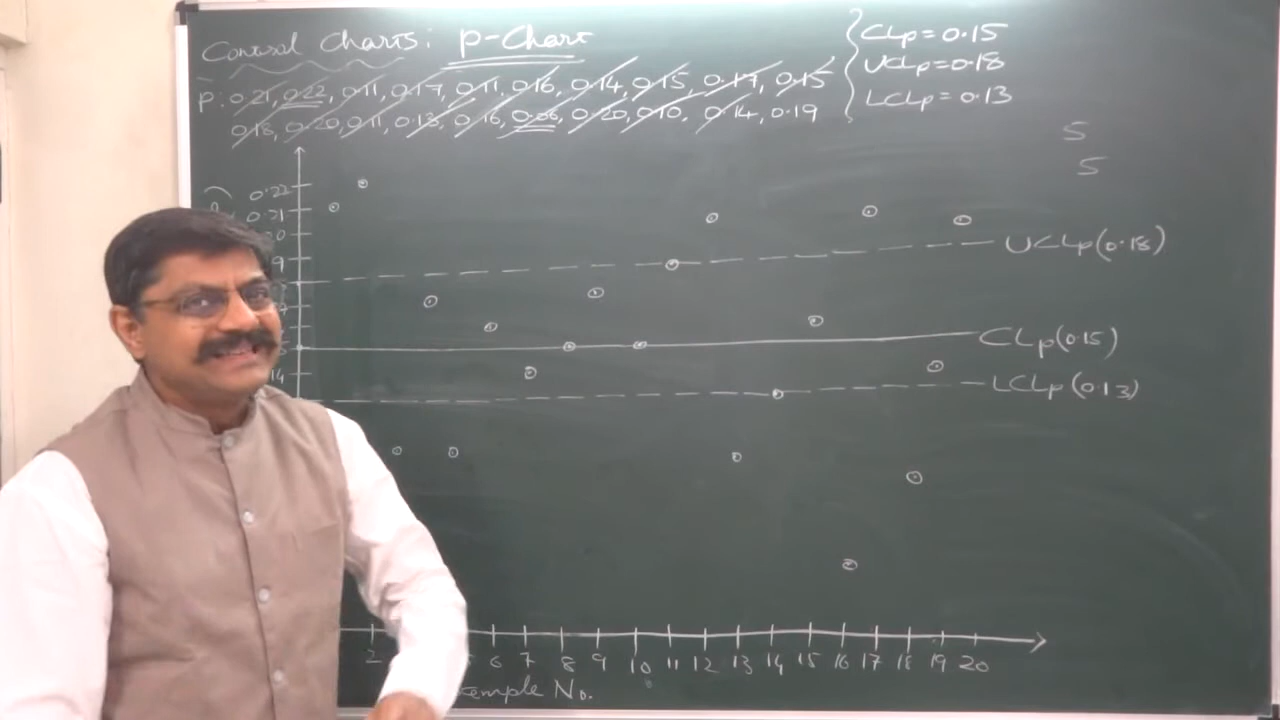 Control Charts: p-Chart
p: 0.21, 0.22, 0.11, 0.17, 0.11, 0.16, 0.14, 0.15, 0.17, 0.15
0.18, 0.20, 0.11, 0.13, 0.16, 0.06, 0.20, 0.10, 0.14, 0.19
CLp = 0.15
UCLp = 0.18
LCLp = 0.13
5
5
0.22
0.21
UCLp (0.18)
CLp (0.15)
LCLp (0.13)
2 6 7 8 9 10 11 12 13 14 15 16 17 18 19 20
No.